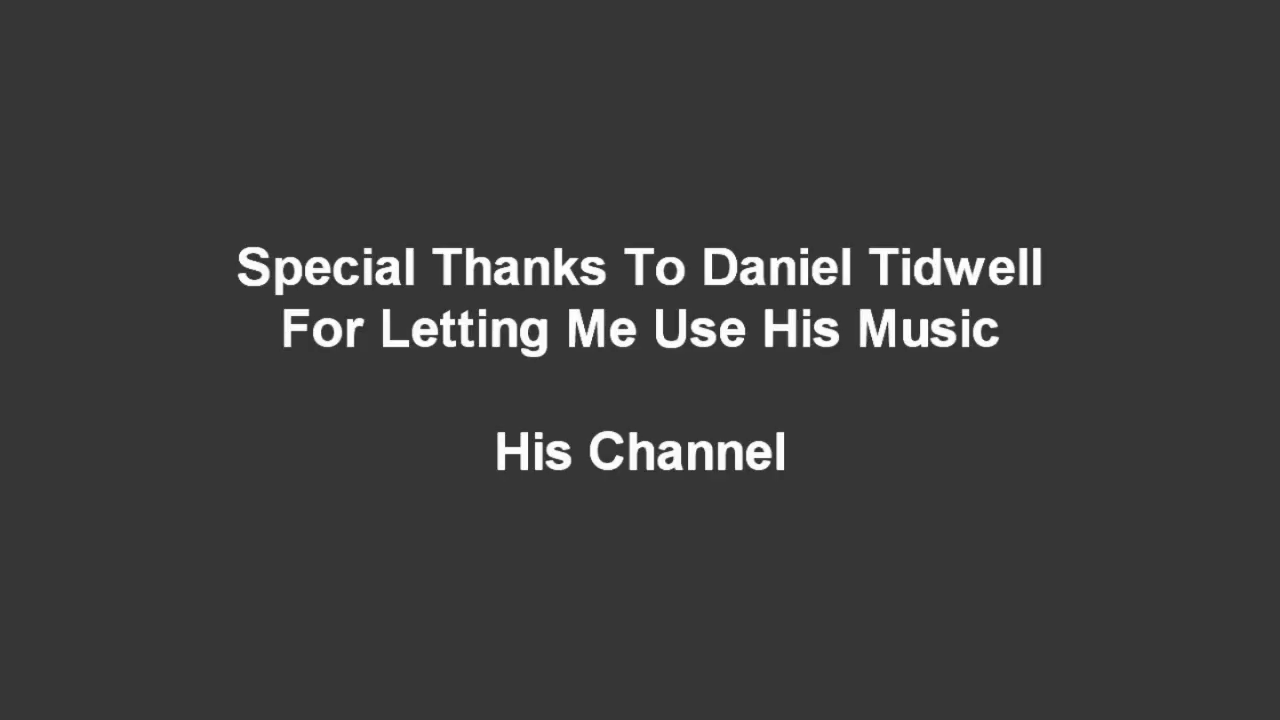 Special Thanks To Daniel Tidwell
For Letting Me Use His Music
His Channel